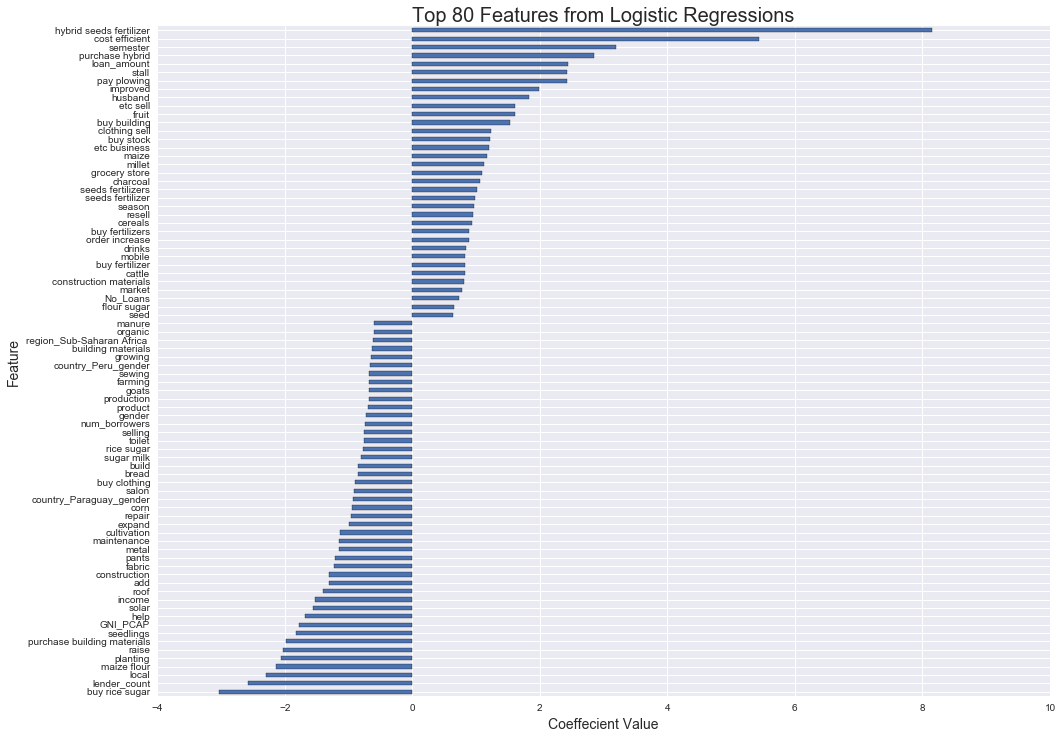 Top 80 Features from Logistic Regressions
hybrid seeds fertilizer
cost efficient
semester
purchase hybrid
loan_amount
stall
pay plowing
improved
husband
etc sell
fruit
buy building
clothing sell
buy stock
etc business
maize
millet
grocery store
charcoal
seeds fertilizers
seeds fertilizer
season
resell
cereals
buy fertilizers
order increase
drinks
mobile
buy fertilizer
cattle
construction materials
market
No_Loans
flour sugar
seed
manure
organic
region_Sub-Saharan Africa
building materials
growing
country_Peru_gender
sewing
farming
goats
production
product
gender
num_borrowers
selling
toilet
rice sugar
sugar milk
build
bread
buy clothing
salon
country_Paraguay_gender
corn
repair
expand
cultivation
maintenance
metal
pants
fabric
construction
add
roof
income
solar
help
GNI_PCAP
seedlings
purchase building materials
raise
planting
maize flour
local
lender_count
buy rice sugar
Feature
−4 −2 0 2 4 6 8 10
Coeffecient Value